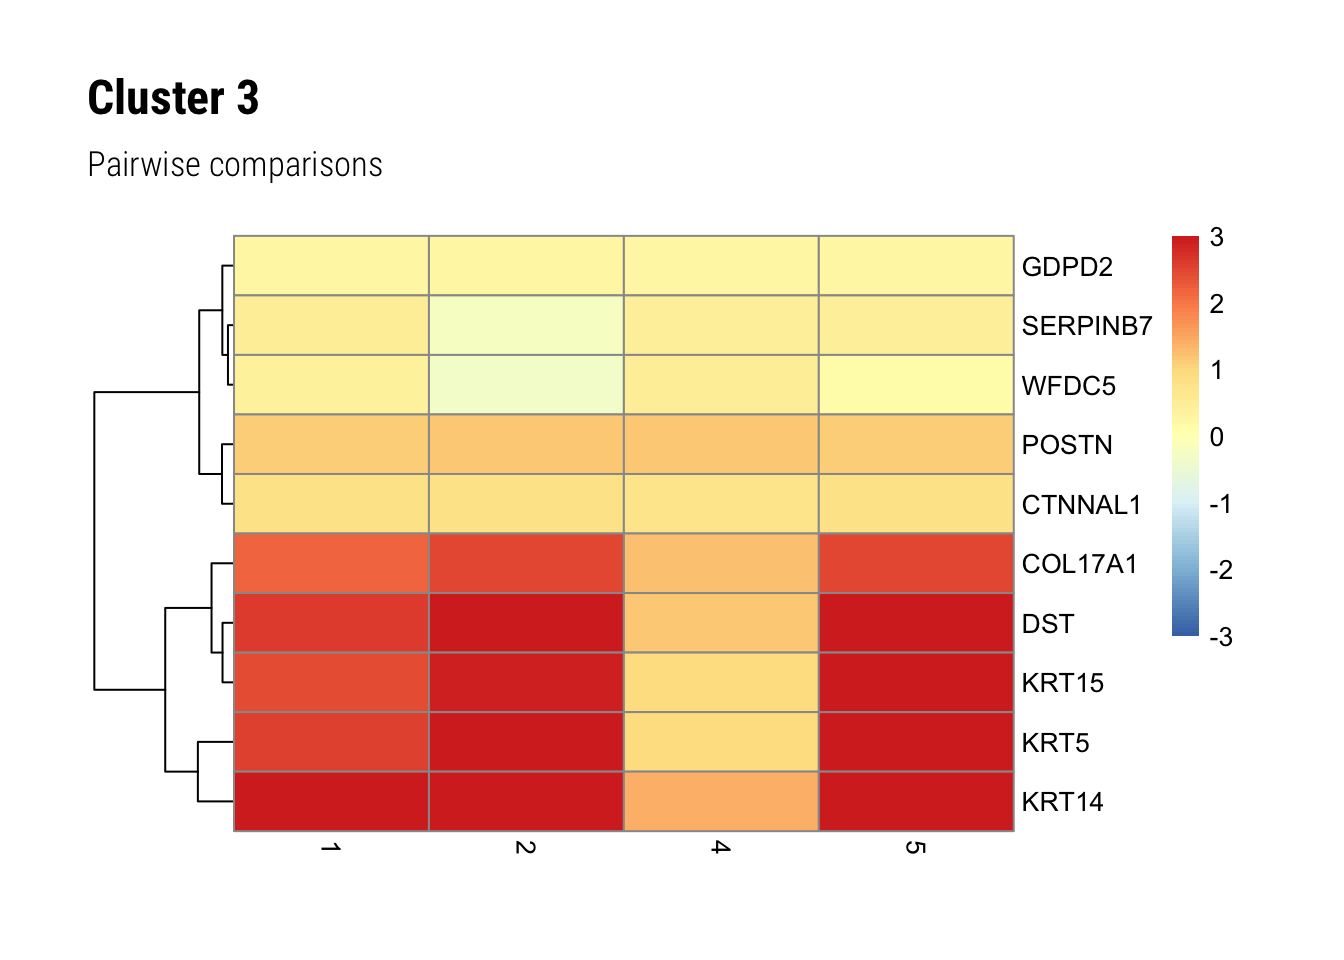 Cluster 3
Pairwise comparisons
GDPD2
SERPINB7
WFDC5
POSTN
CTNNAL1
COL17A1
DST
KRT15
KRT5
KRT14
1
2
4
5
3
2
1
0
-1
-2
-3